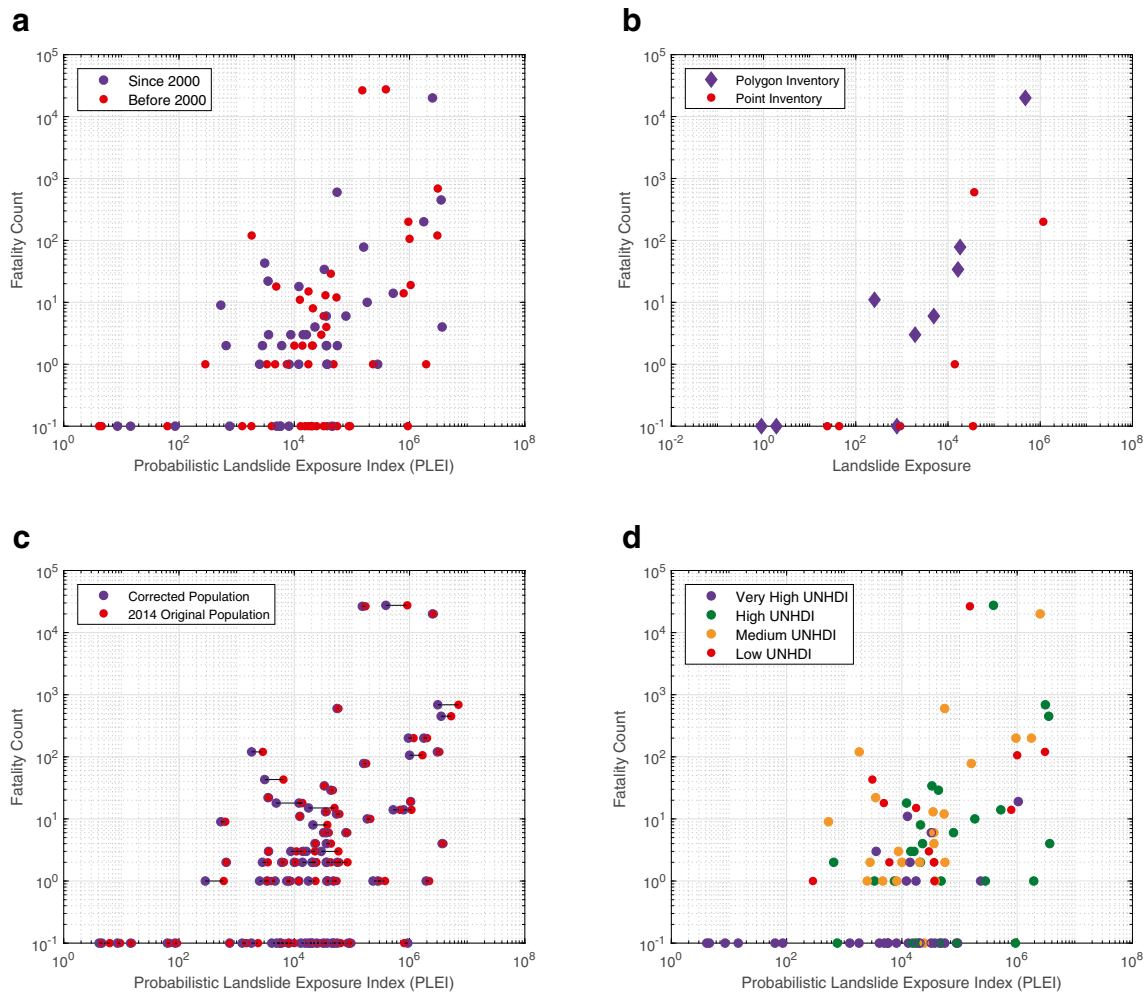 a
10^5
10^4
10^3
10^2
10^1
10^0
10^-1
Fatality Count
Since 2000
Before 2000
10^0 10^2 10^4 10^6 10^8
Probabilistic Landslide Exposure Index (PLEI)
b
10^5
10^4
10^3
10^2
10^1
10^0
10^-1
Fatality Count
Polygon Inventory
Point Inventory
10^-2 10^0 10^2 10^4 10^6 10^8
Landslide Exposure
c
10^5
10^4
10^3
10^2
10^1
10^0
10^-1
Fatality Count
Corrected Population
2014 Original Population
10^0 10^2 10^4 10^6 10^8
Probabilistic Landslide Exposure Index (PLEI)
d
10^5
10^4
10^3
10^2
10^1
10^0
10^-1
Fatality Count
Very High UNHDI
High UNHDI
Medium UNHDI
Low UNHDI
10^0 10^2 10^4 10^6 10^8
Probabilistic Landslide Exposure Index (PLEI)